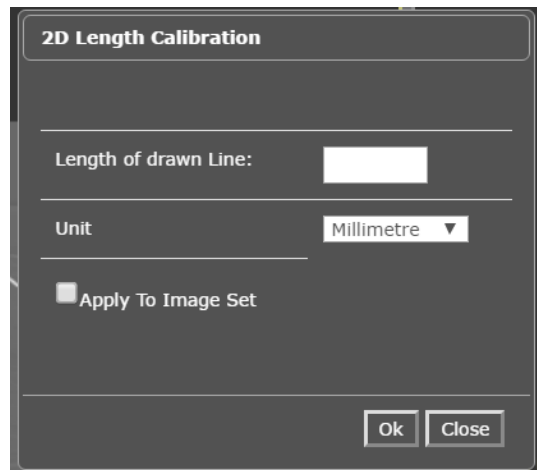 2D Length Calibration
Length of drawn Line:
Unit Millimetre ▼
Apply To Image Set
Ok Close